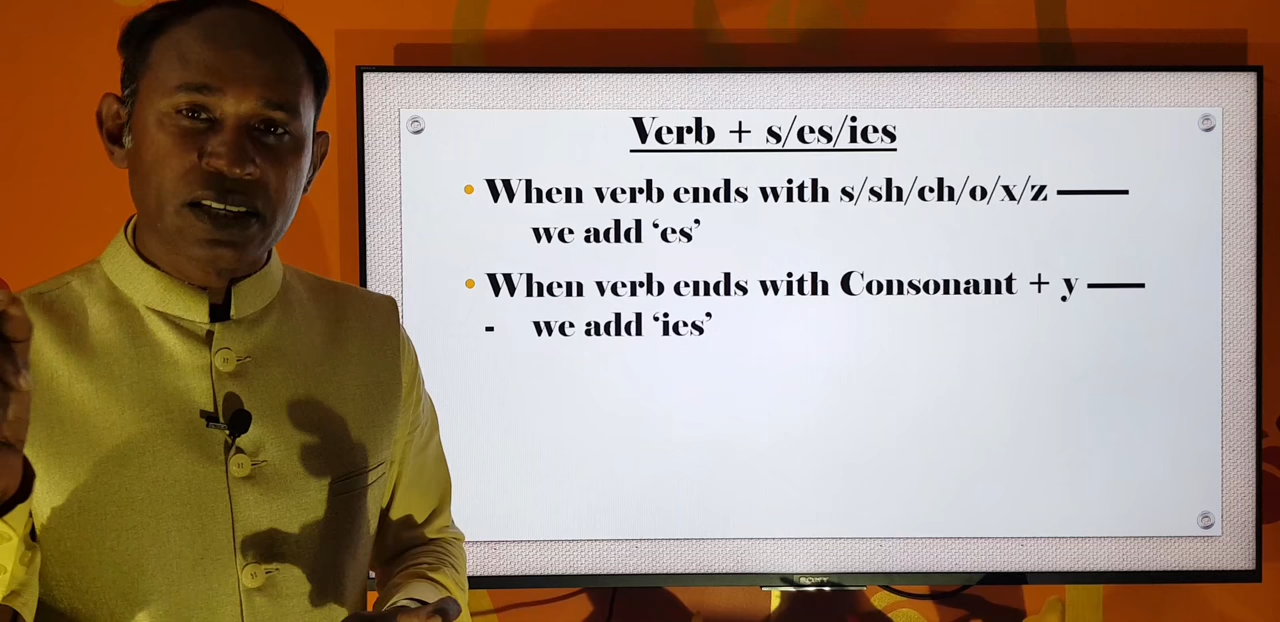 Verb + s/es/ies
• When verb ends with s/sh/ch/o/x/z ——
we add ‘es’
• When verb ends with Consonant + y ——
- we add ‘ies’
SONY